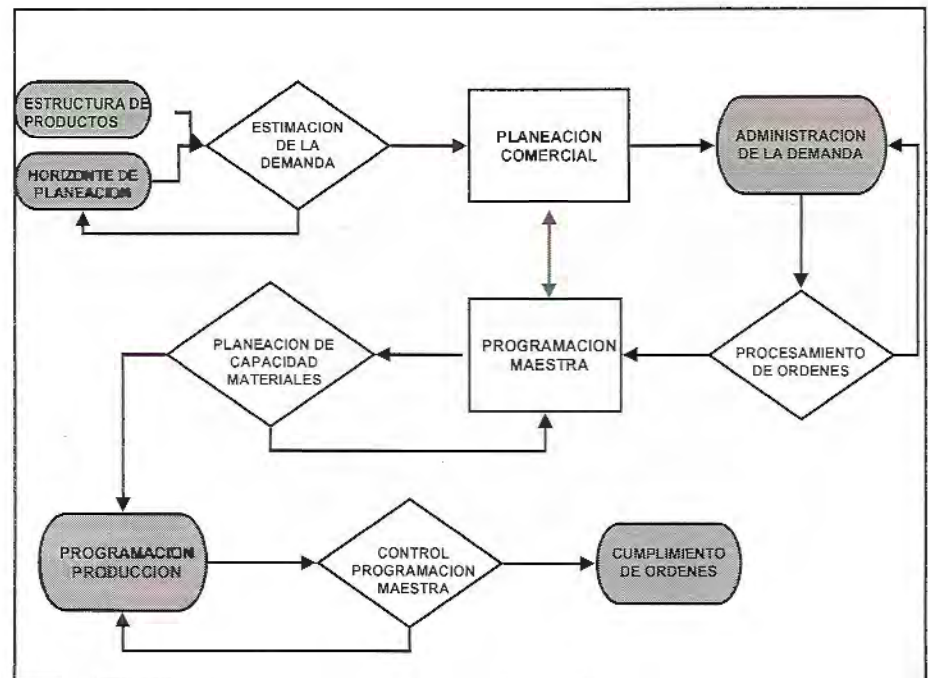 ESTRUCTURA DE
PRODUCTOS
HORIZONTE DE
PLANEACION
ESTIMACION
DE LA
DEMANDA
PLANEACION
COMERCIAL
ADMINISTRACION
DE LA DEMANDA
PLANEACION DE
CAPACIDAD
MATERIALES
PROGRAMACION
MAESTRA
PROCESAMIENTO
DE ORDENES
PROGRAMACION
PRODUCCION
CONTROL
PROGRAMACION
MAESTRA
CUMPLIMIENTO
DE ORDENES